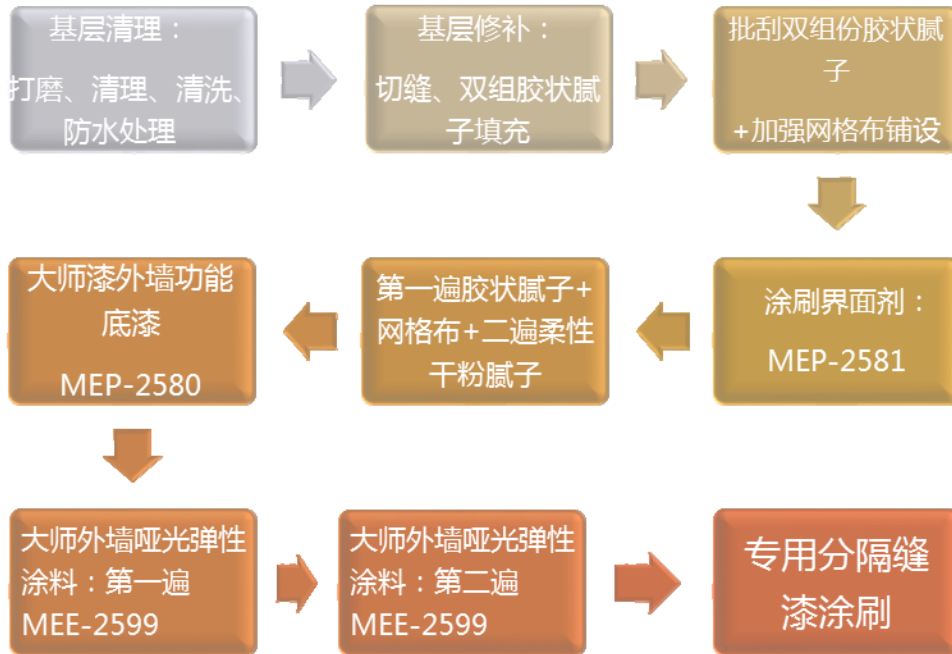 基层清理：
打磨、清理、清洗、
防水处理
基层修补：
切缝、双组胶状腻
子填充
批刮双组份胶状腻
子
+加强网格布铺设
涂刷界面剂：
MEP-2581
第一遍胶状腻子+
网格布+二遍柔性
干粉腻子
大师漆外墙功能
底漆
MEP-2580
大师外墙哑光弹性
涂料：第一遍
MEE-2599
大师外墙哑光弹性
涂料：第二遍
MEE-2599
专用分隔缝
漆涂刷